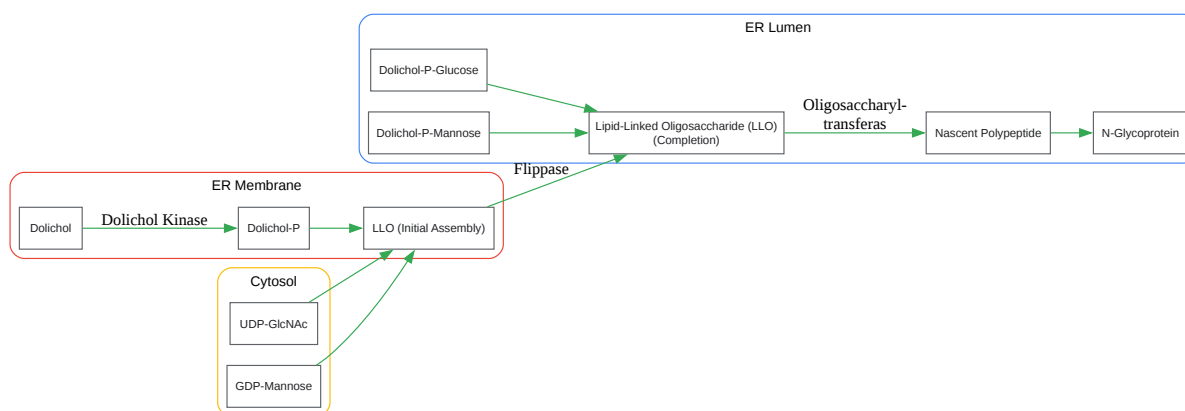 ER Lumen
Dolichol-P-Glucose
Dolichol-P-Mannose
Lipid-Linked Oligosaccharide (LLO)
(Completion)
Oligosaccharyl-
transferas
Nascent Polypeptide
N-Glycoprotein
Flippase
ER Membrane
Dolichol
Dolichol Kinase
Dolichol-P
LLO (Initial Assembly)
Cytosol
UDP-GlcNAc
GDP-Mannose